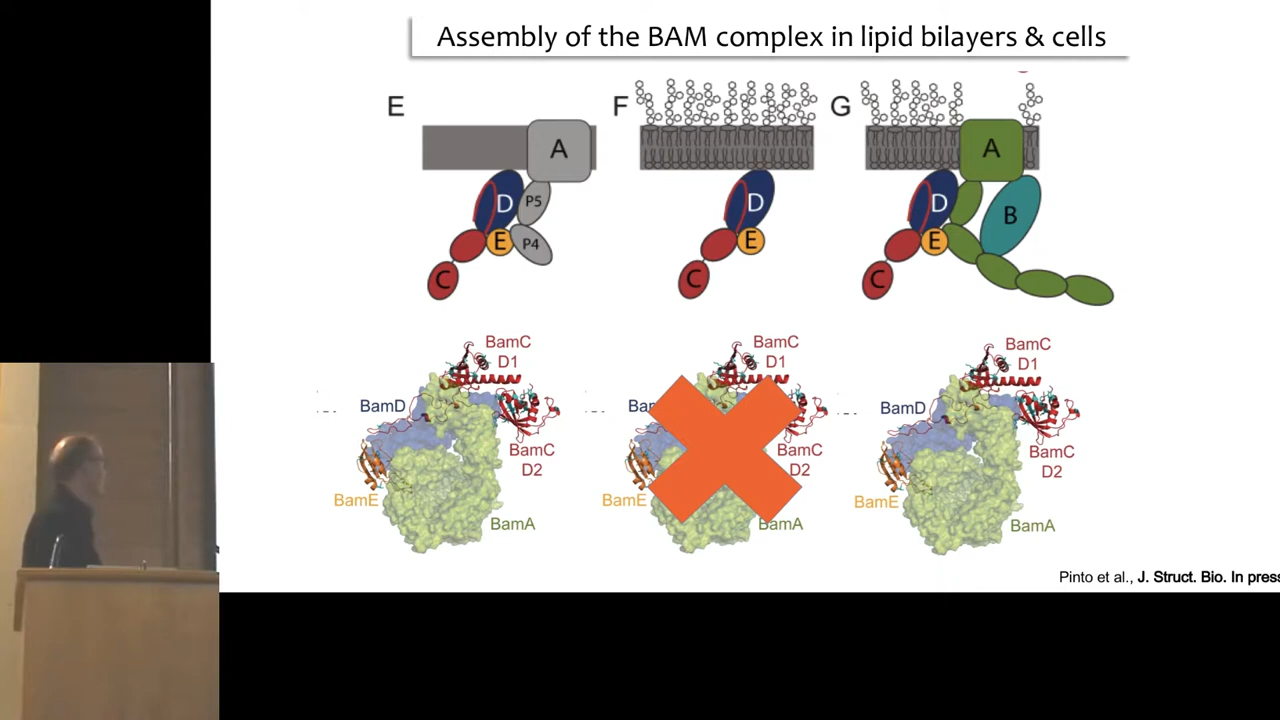 Assembly of the BAM complex in lipid bilayers & cells
E
F
G
A
A
D
P5
D
D
B
E
P4
E
E
C
C
C
BamC
D1
BamD
BamC
D2
BamE
BamA
BamC
D1
D2
BamE
BamA
BamC
D1
BamD
BamC
D2
BamE
BamA
Pinto et al., J. Struct. Bio. In press